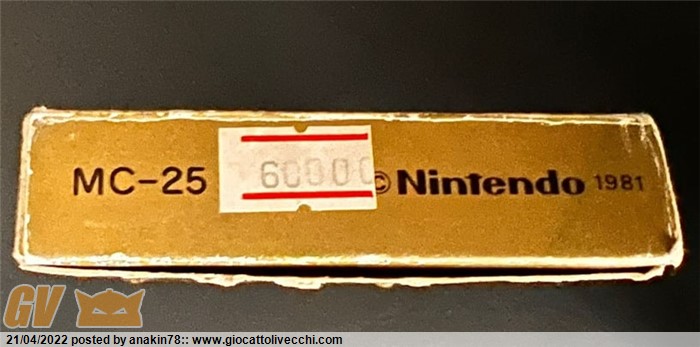 MC-25
60000
© Nintendo 1981
GV
21/04/2022 posted by anakin78:: www.giocattolivecchi.com